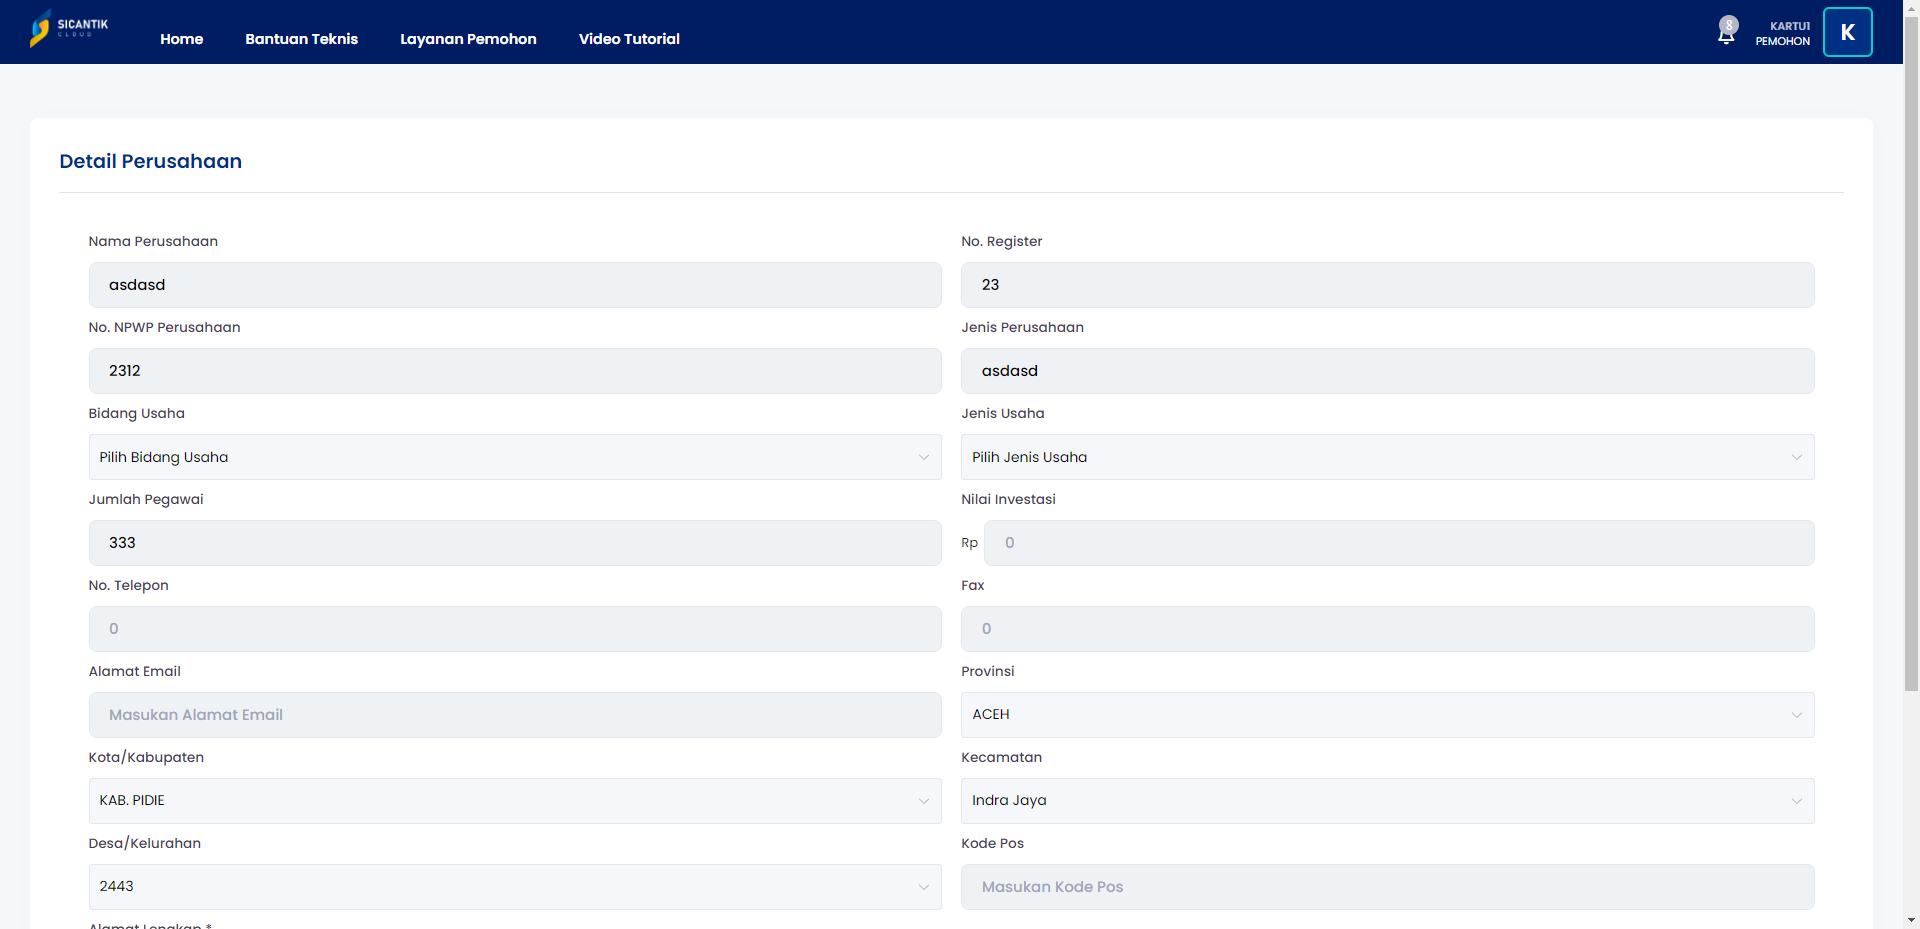 SICANTIK
CLOUD
Home
Bantuan Teknis
Layanan Pemohon
Video Tutorial
8
KARTU1
PEMOHON
K
Detail Perusahaan
Nama Perusahaan
No. Register
asdasd
23
No. NPWP Perusahaan
Jenis Perusahaan
2312
asdasd
Bidang Usaha
Jenis Usaha
Pilih Bidang Usaha
Pilih Jenis Usaha
Jumlah Pegawai
Nilai Investasi
333
Rp 0
No. Telepon
Fax
0
0
Alamat Email
Provinsi
Masukan Alamat Email
ACEH
Kota/Kabupaten
Kecamatan
KAB. PIDIE
Indra Jaya
Desa/Kelurahan
Kode Pos
2443
Masukan Kode Pos
Alamat Lengkap *